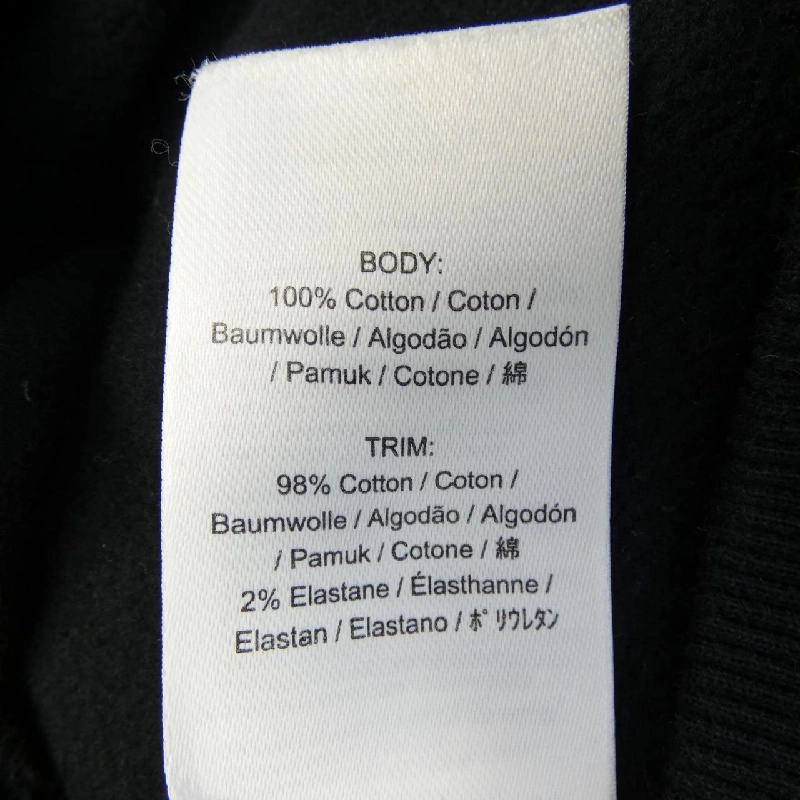 BODY:
100% Cotton / Coton /
Baumwolle / Algodão / Algodón
/ Pamuk / Cotone / 綿
TRIM:
98% Cotton / Coton /
Baumwolle / Algodão / Algodón
/ Pamuk / Cotone / 綿
2% Elastane / Élasthanne /
Elastan / Elastano / ﾎﾟﾘｳﾚﾀﾝ